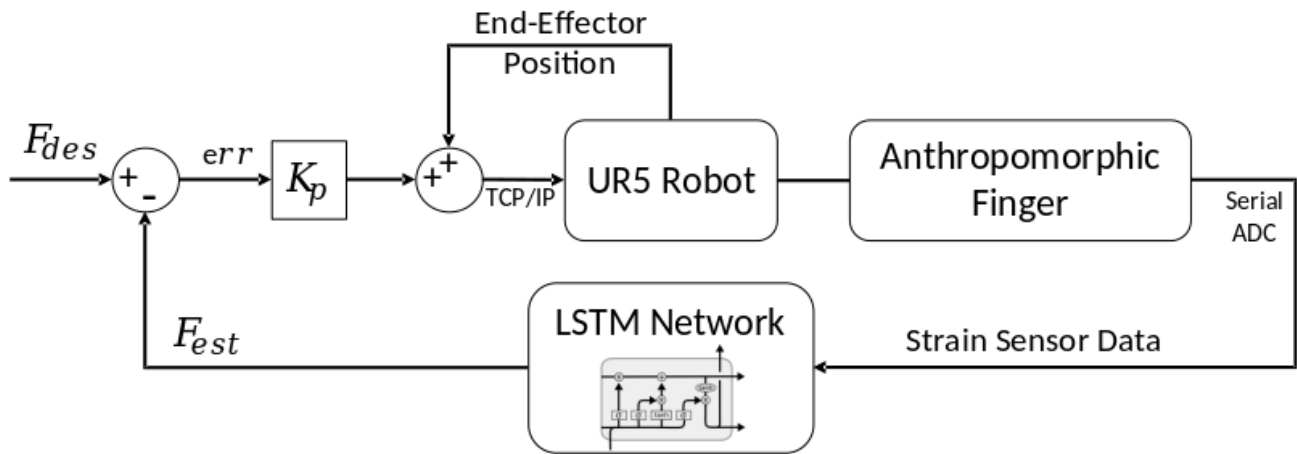 End-Effector
Position
F_des
+
-
err
K_p
+
+
TCP/IP
UR5 Robot
Anthropomorphic
Finger
Serial
ADC
LSTM Network
F_est
Strain Sensor Data